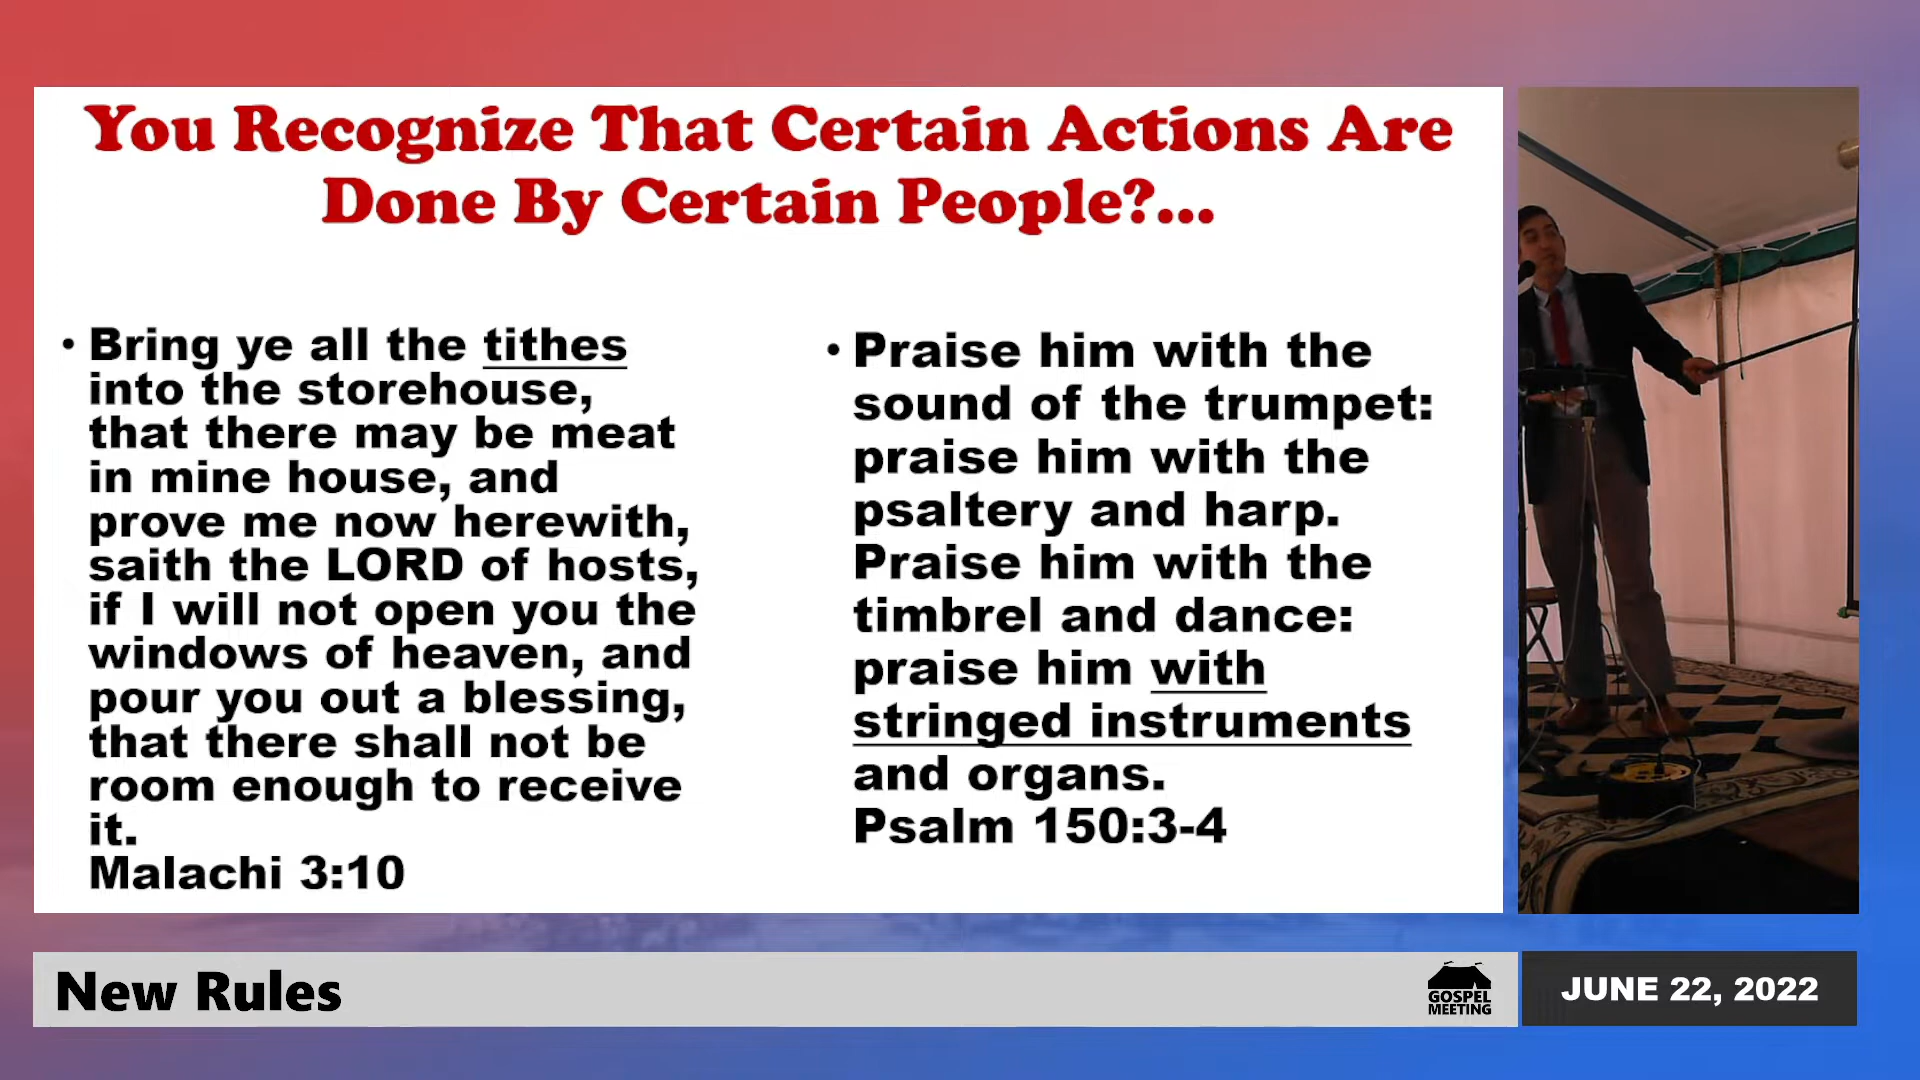 You Recognize That Certain Actions Are
Done By Certain People?...
• Bring ye all the tithes
into the storehouse,
that there may be meat
in mine house, and
prove me now herewith,
saith the LORD of hosts,
if I will not open you the
windows of heaven, and
pour you out a blessing,
that there shall not be
room enough to receive
it.
Malachi 3:10
• Praise him with the
sound of the trumpet:
praise him with the
psaltery and harp.
Praise him with the
timbrel and dance:
praise him with
stringed instruments
and organs.
Psalm 150:3-4
New Rules
GOSPEL
MEETING
JUNE 22, 2022